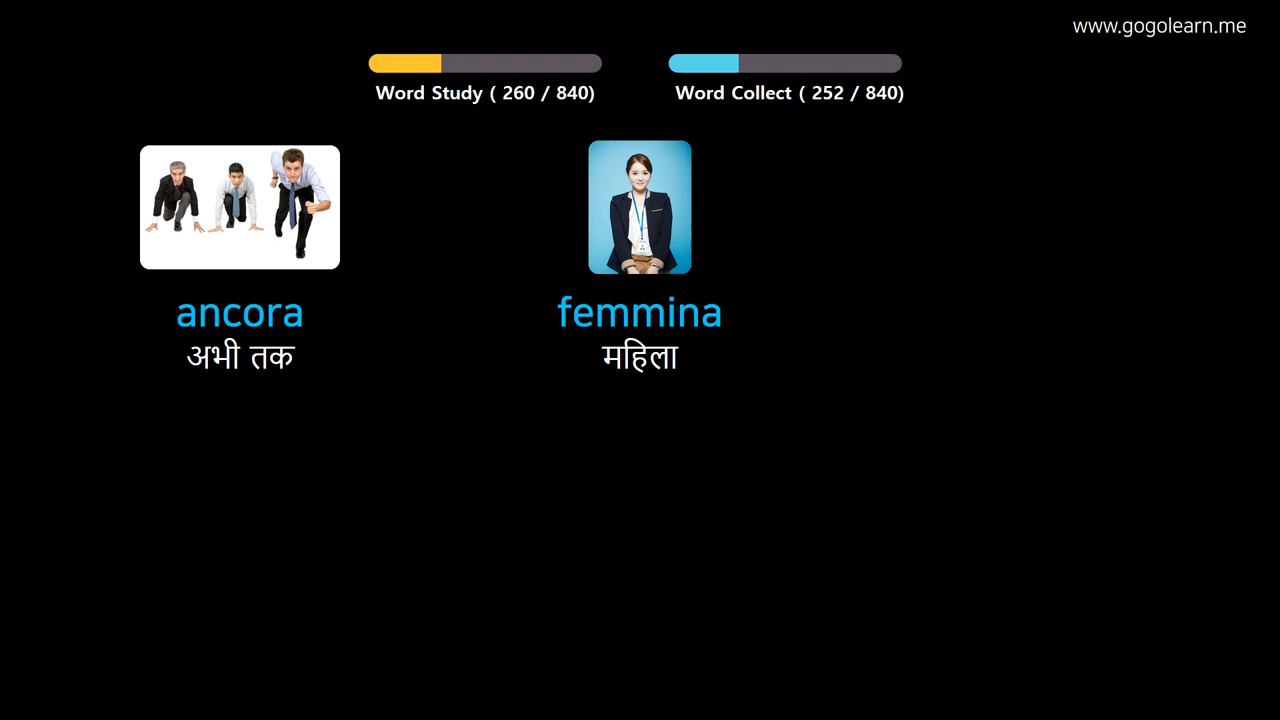 www.gogolearn.me
Word Study ( 260 / 840)
Word Collect ( 252 / 840)
ancora
अभी तक
femmina
महिला